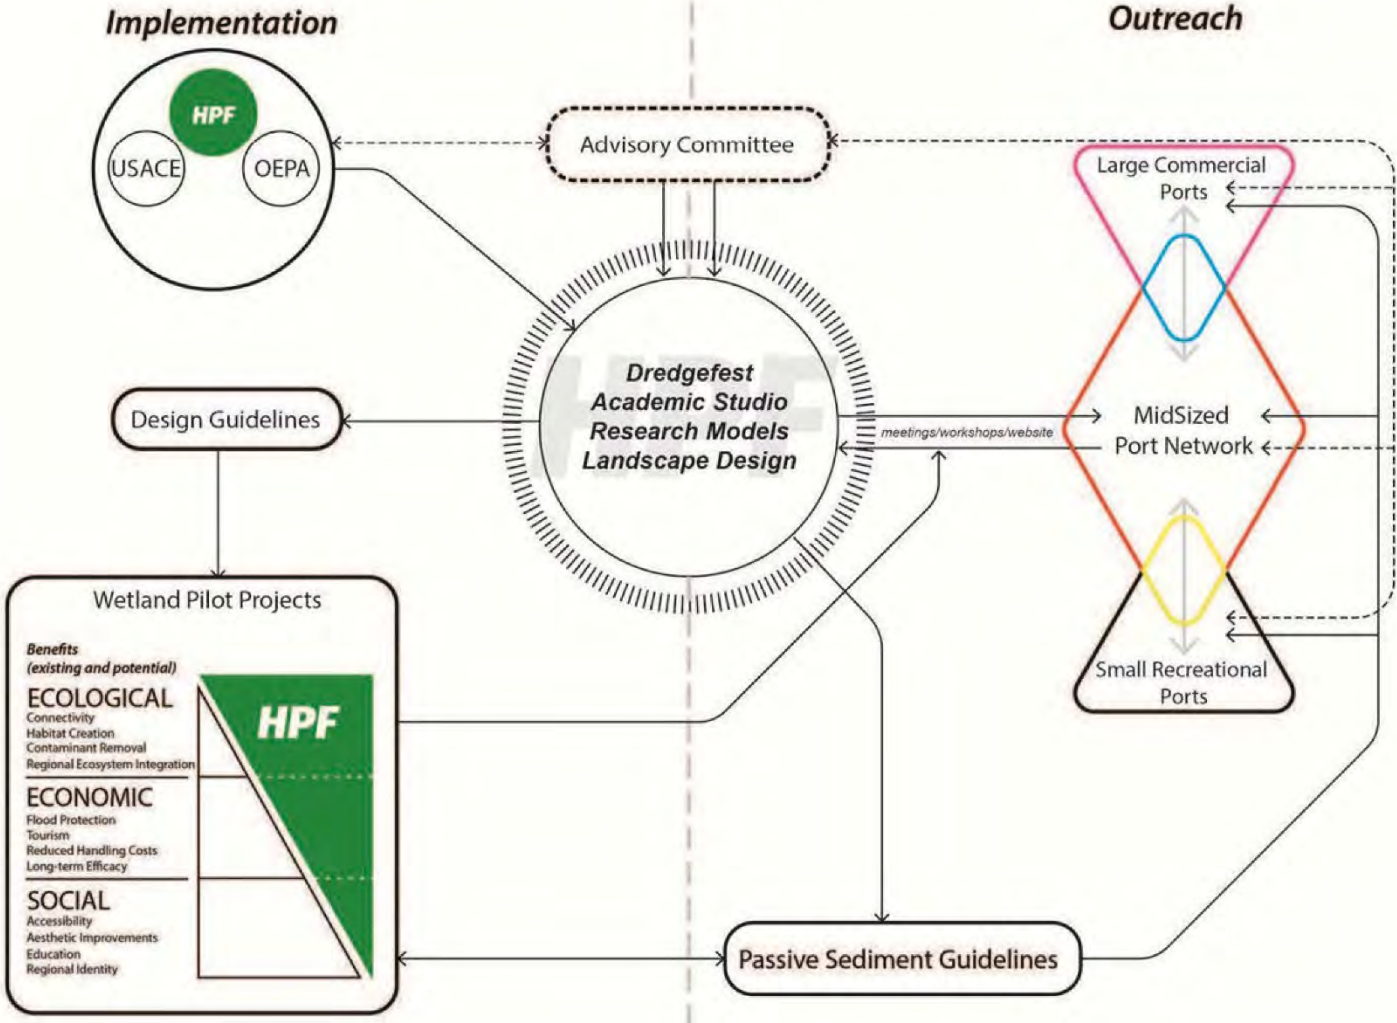 Implementation
Outreach
HPF
USACE
OEPA
Advisory Committee
Large Commercial
Ports
HPF
Dredgefest
Academic Studio
Research Models
Landscape Design
meetings/workshops/website
MidSized
Port Network
Design Guidelines
Small Recreational
Ports
Wetland Pilot Projects
Benefits
(existing and potential)
ECOLOGICAL
Connectivity
Habitat Creation
Contaminant Removal
Regional Ecosystem Integration
HPF
ECONOMIC
Flood Protection
Tourism
Reduced Handling Costs
Long-term Efficacy
SOCIAL
Accessibility
Aesthetic Improvements
Education
Regional Identity
Passive Sediment Guidelines